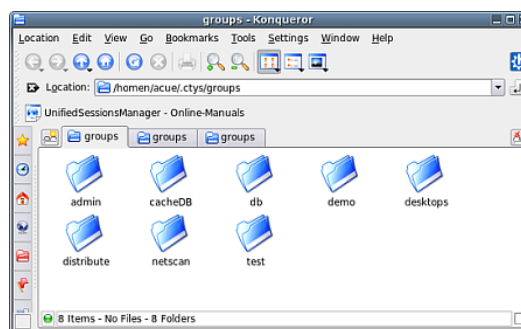 groups - Konqueror
Location Edit View Go Bookmarks Tools Settings Window Help
Location: /homen/acue/.ctys/groups
UnifiedSessionsManager - Online-Manuals
groups groups groups
admin cacheDB db demo desktops
distribute netscan test
8 Items - No Files - 8 Folders